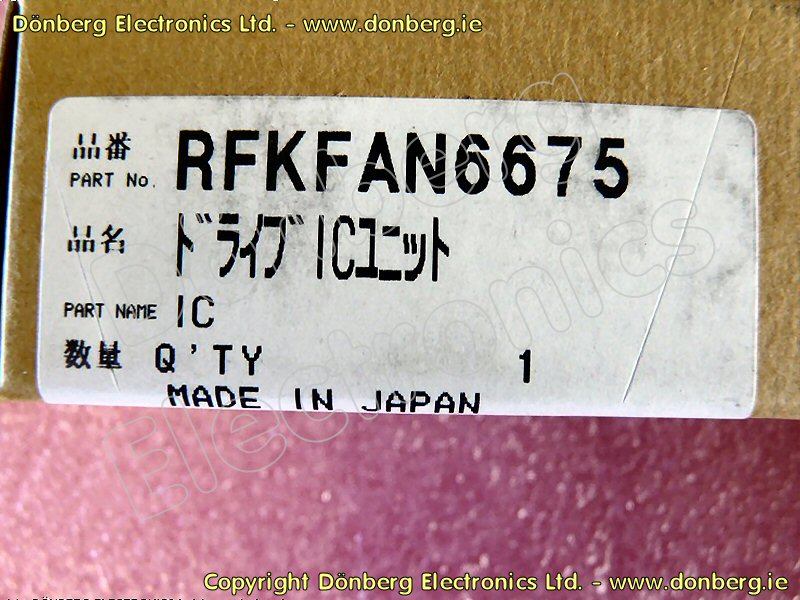 Dönberg Electronics Ltd. - www.donberg.ie
品番
PART No. RFKFAN6675
品名 ドライブICユニット
PART NAME IC
数量 Q'TY 1
MADE IN JAPAN
Dönberg Electronics
Copyright Dönberg Electronics Ltd. - www.donberg.ie